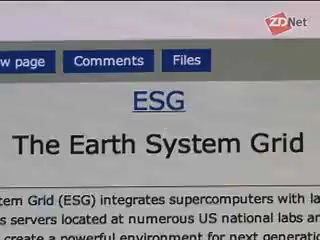 ZDNet
w page Comments Files
ESG
The Earth System Grid
tem Grid (ESG) integrates supercomputers with la
s servers located at numerous US national labs an
create a powerful environment for next generatio